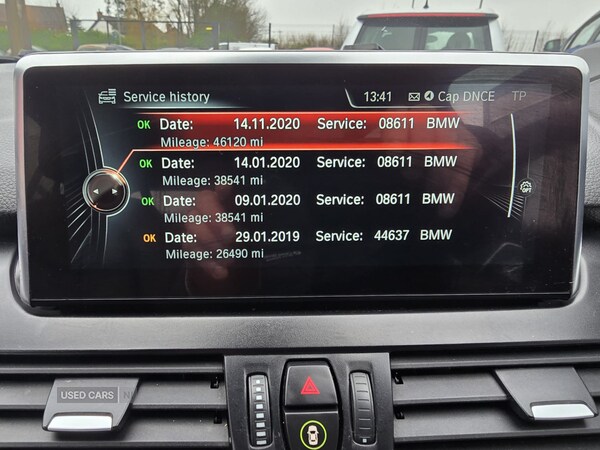 Service history 13:41 Cap DNCE TP
OK Date: 14.11.2020 Service: 08611 BMW
Mileage: 46120 mi
OK Date: 14.01.2020 Service: 08611 BMW
Mileage: 38541 mi
OK Date: 09.01.2020 Service: 08611 BMW
Mileage: 38541 mi
OK Date: 29.01.2019 Service: 44637 BMW
Mileage: 26490 mi
OFF
USED CARS